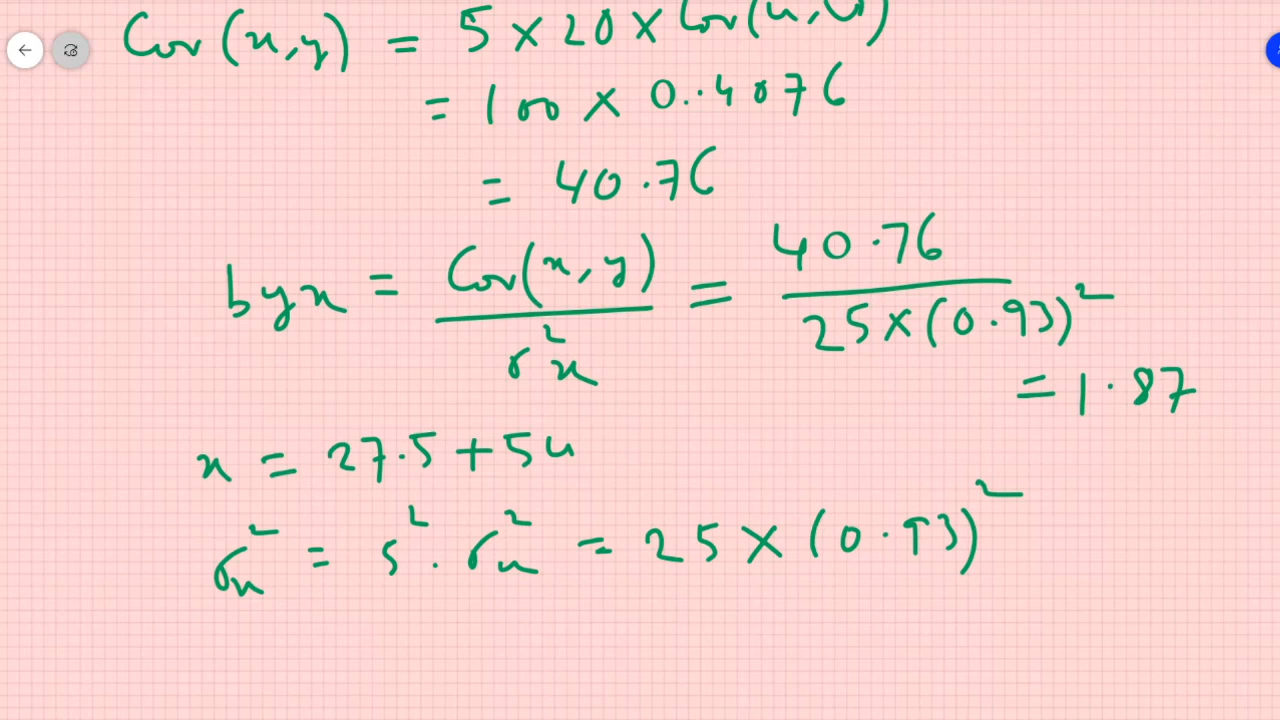 Cov(x,y) = 5 × 20 × Cov(u,v)
= 100 × 0.4076
= 40.76
byx = Cov(x,y)/σ²x = 40.76/25×(0.93)²
= 1.87
x = 27.5 + 5u
σx² = 5² . σu² = 25 × (0.93)²